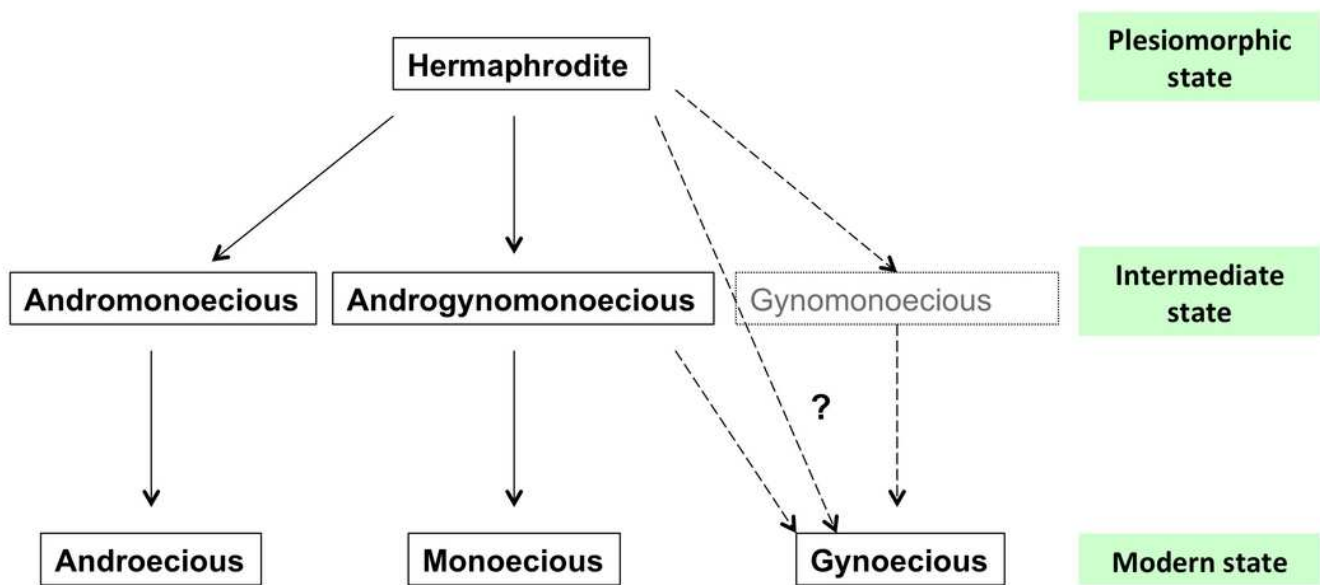 Hermaphrodite
Plesiomorphic
state
Andromonoecious
Androgynomonoecious
Gynomonoecious
Intermediate
state
?
Androecious
Monoecious
Gynoecious
Modern state